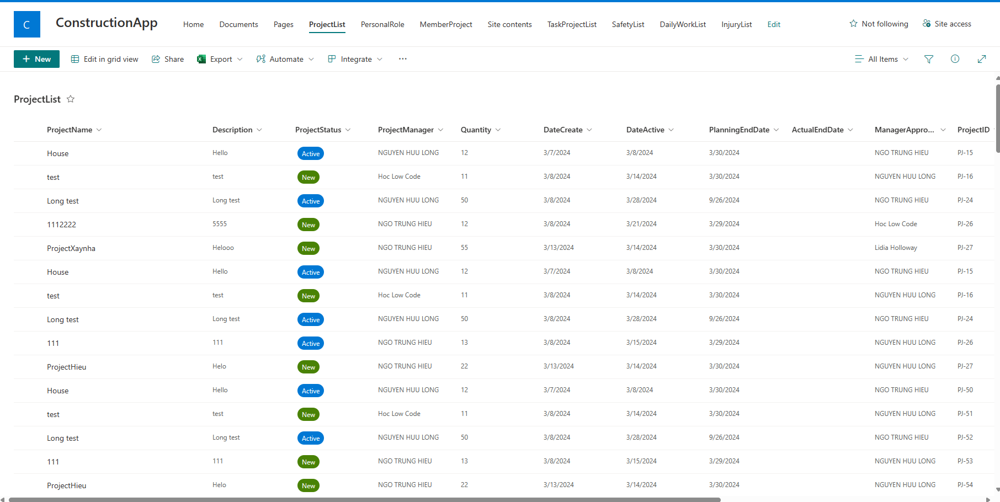 C ConstructionApp Home Documents Pages ProjectList PersonalRole MemberProject Site contents TaskProjectList SafetyList DailyWorkList InjuryList Edit Not following Site access
New Edit in grid view Share Export Automate Integrate ··· All Items
ProjectList
ProjectName Description ProjectStatus ProjectManager Quantity DateCreate DateActive PlanningEndDate ActualEndDate ManagerAppro... ProjectID
House Hello Active NGUYEN HUU LONG 12 3/7/2024 3/8/2024 3/30/2024 NGO TRUNG HIEU PJ-15
test test New Hoc Low Code 11 3/8/2024 3/14/2024 3/30/2024 NGUYEN HUU LONG PJ-16
Long test Long test Active NGUYEN HUU LONG 50 3/8/2024 3/28/2024 9/26/2024 NGO TRUNG HIEU PJ-24
1112222 5555 New NGO TRUNG HIEU 12 3/8/2024 3/21/2024 3/29/2024 Hoc Low Code PJ-26
ProjectXaynha Helooo New NGO TRUNG HIEU 55 3/13/2024 3/14/2024 3/30/2024 Lidia Holloway PJ-27
House Hello Active NGUYEN HUU LONG 12 3/7/2024 3/8/2024 3/30/2024 NGO TRUNG HIEU PJ-15
test test New Hoc Low Code 11 3/8/2024 3/14/2024 3/30/2024 NGUYEN HUU LONG PJ-16
Long test Long test Active NGUYEN HUU LONG 50 3/8/2024 3/28/2024 9/26/2024 NGO TRUNG HIEU PJ-24
111 111 Active NGO TRUNG HIEU 13 3/8/2024 3/15/2024 3/29/2024 NGUYEN HUU LONG PJ-26
ProjectHieu Helo New NGO TRUNG HIEU 22 3/13/2024 3/14/2024 3/30/2024 NGUYEN HUU LONG PJ-27
House Hello Active NGUYEN HUU LONG 12 3/7/2024 3/8/2024 3/30/2024 NGO TRUNG HIEU PJ-50
test test New Hoc Low Code 11 3/8/2024 3/14/2024 3/30/2024 NGUYEN HUU LONG PJ-51
Long test Long test Active NGUYEN HUU LONG 50 3/8/2024 3/28/2024 9/26/2024 NGO TRUNG HIEU PJ-52
111 111 New NGO TRUNG HIEU 13 3/8/2024 3/15/2024 3/29/2024 NGUYEN HUU LONG PJ-53
ProjectHieu Helo New NGO TRUNG HIEU 22 3/13/2024 3/14/2024 3/30/2024 NGUYEN HUU LONG PJ-54